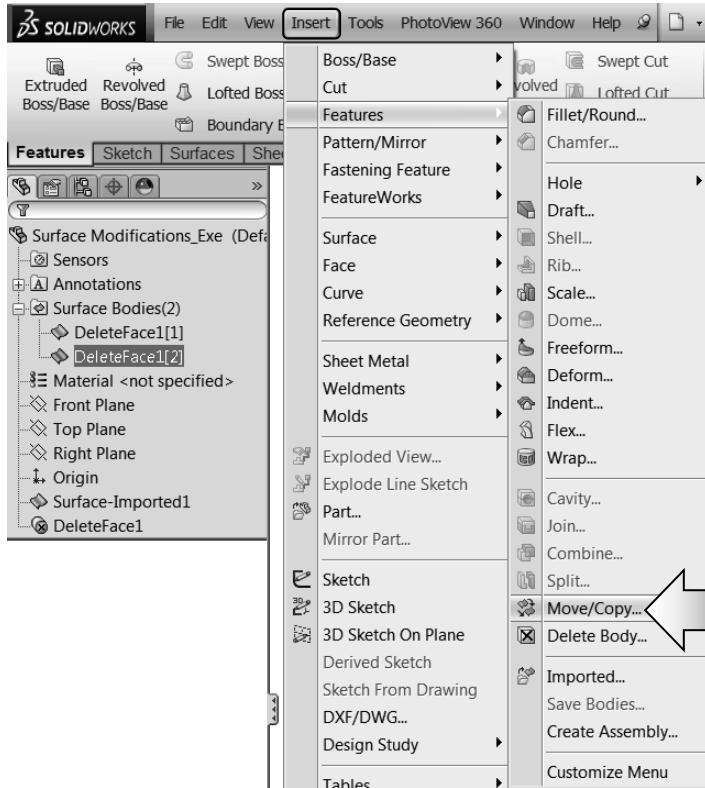 SOLIDWORKS File Edit View Insert Tools PhotoView 360 Window Help
Extruded Boss/Base
Revolved Boss/Base
Swept Boss
Lofted Boss
Boundary B
volved
Swept Cut
Lofted Cut
Features Sketch Surfaces She
»
Surface Modifications_Exe (Defa
Sensors
A Annotations
Surface Bodies(2)
DeleteFace1[1]
DeleteFace1[2]
Material <not specified>
Front Plane
Top Plane
Right Plane
Origin
Surface-Imported1
DeleteFace1
Boss/Base
Cut
Features
Pattern/Mirror
Fastening Feature
FeatureWorks
Surface
Face
Curve
Reference Geometry
Sheet Metal
Weldments
Molds
Exploded View...
Explode Line Sketch
Part...
Mirror Part...
Sketch
3D Sketch
3D Sketch On Plane
Derived Sketch
Sketch From Drawing
DXF/DWG...
Design Study
Tables
Fillet/Round...
Chamfer...
Hole
Draft...
Shell...
Rib...
Scale...
Dome...
Freeform...
Deform...
Indent...
Flex...
Wrap...
Cavity...
Join...
Combine...
Split...
Move/Copy...
Delete Body...
Imported...
Save Bodies...
Create Assembly...
Customize Menu